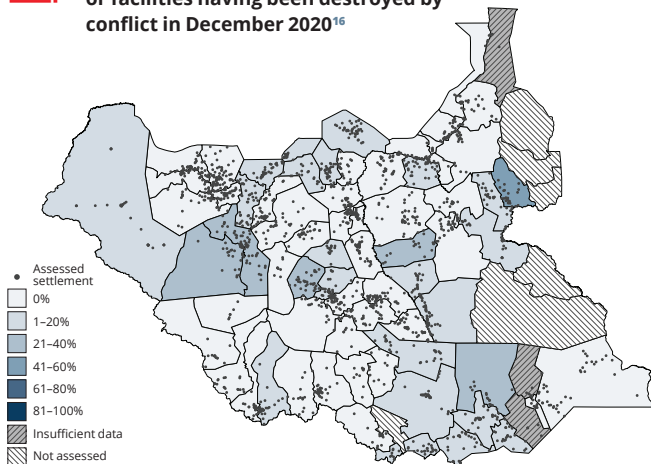 of facilities having been destroyed by
conflict in December 2020¹⁶
Assessed
settlement
0%
1–20%
21–40%
41–60%
61–80%
81–100%
Insufficient data
Not assessed